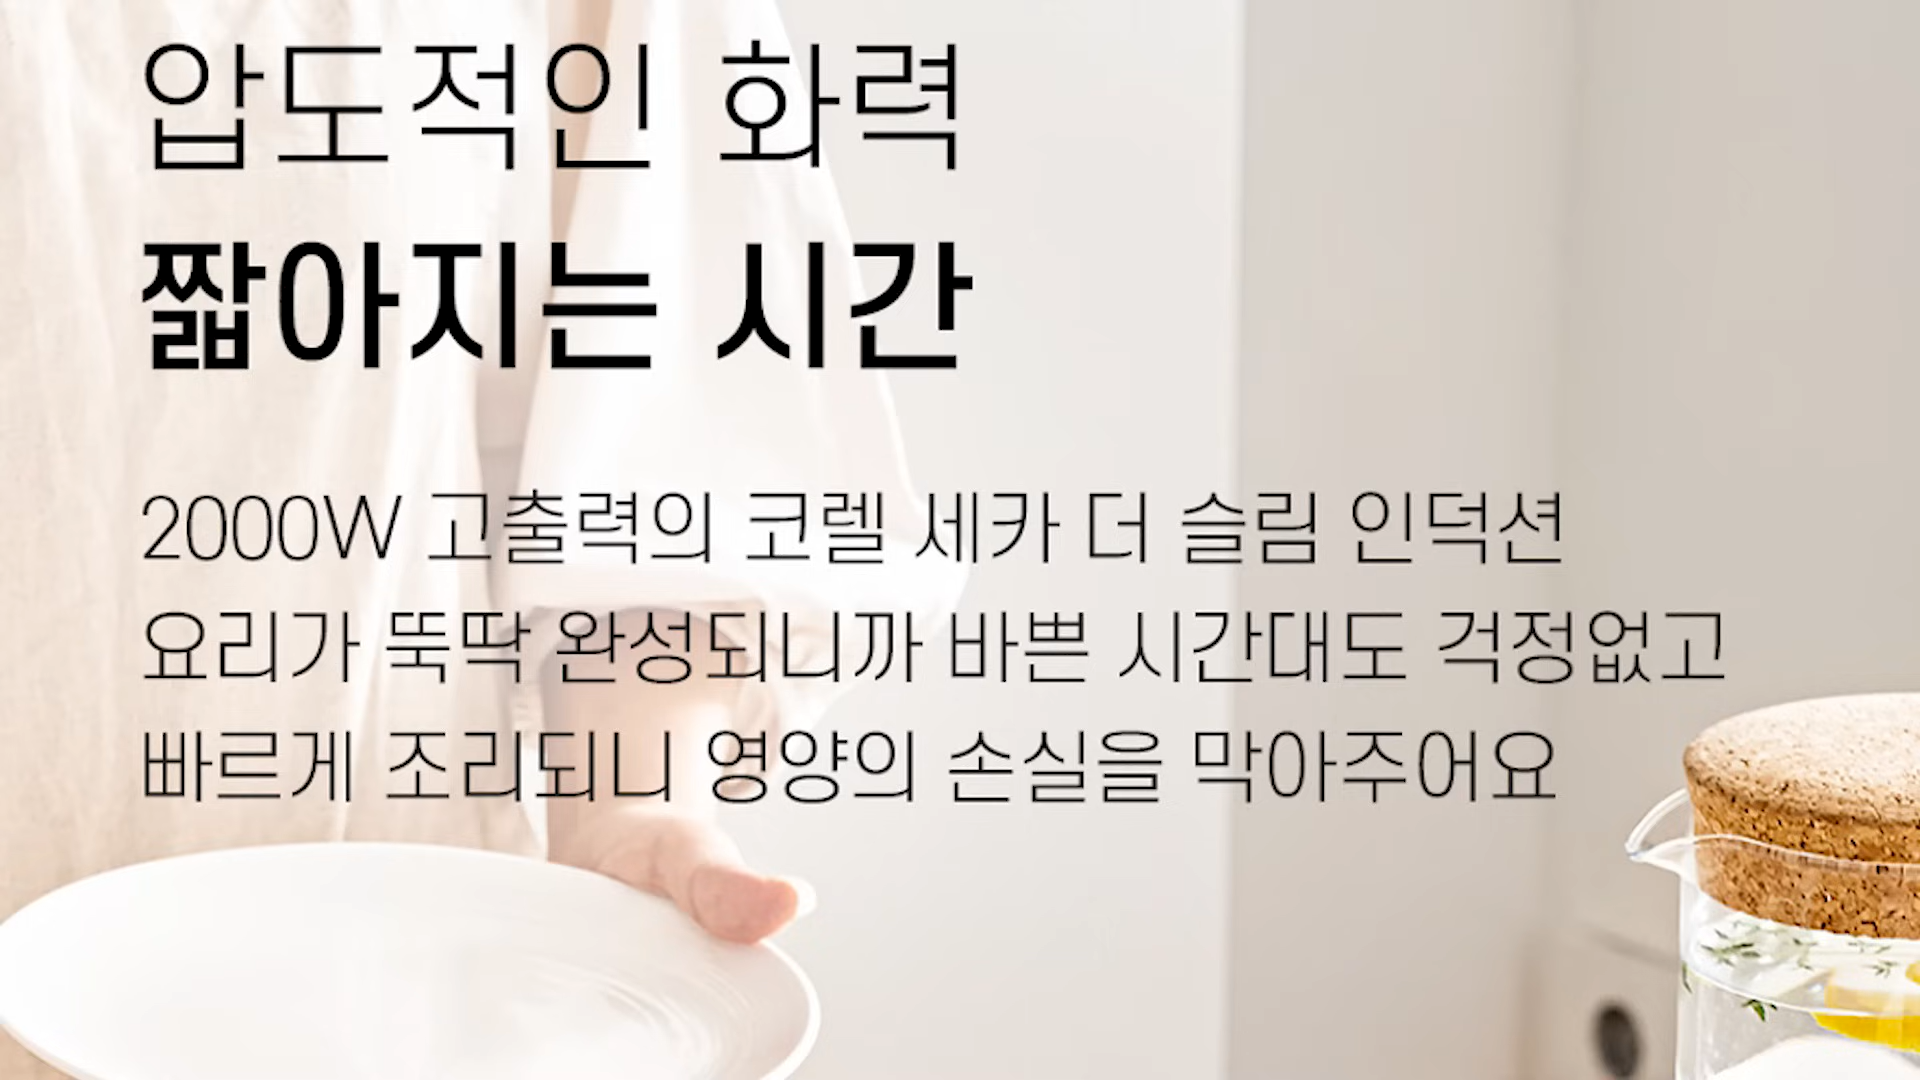 압도적인 화력
짧아지는 시간
2000W 고출력의 코렐 세카 더 슬림 인덕션
요리가 뚝딱 완성되니까 바쁜 시간대도 걱정없고
빠르게 조리되니 영양의 손실을 막아주어요